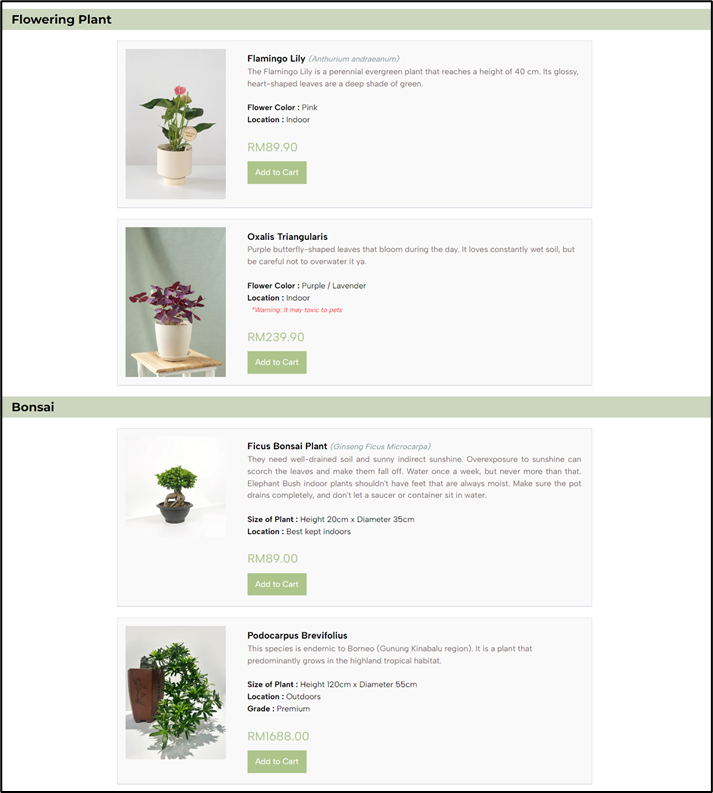 Flowering Plant
Flamingo Lily (Anthurium andraeanum)
The Flamingo Lily is a perennial evergreen plant that reaches a height of 40 cm. Its glossy,
heart-shaped leaves are a deep shade of green.
Flower Color : Pink
Location : Indoor
RM89.90
Add to Cart
Oxalis Triangularis
Purple butterfly-shaped leaves that bloom during the day. It loves constantly wet soil, but
be careful not to overwater it ya.
Flower Color : Purple / Lavender
Location : Indoor
*Warning: It may toxic to pets
RM239.90
Add to Cart
Bonsai
Ficus Bonsai Plant (Ginseng Ficus Microcarpa)
They need well-drained soil and sunny indirect sunshine. Overexposure to sunshine can
scorch the leaves and make them fall off. Water once a week, but never more than that.
Elephant Bush indoor plants shouldn't have feet that are always moist. Make sure the pot
drains completely, and don't let a saucer or container sit in water.
Size of Plant : Height 20cm x Diameter 35cm
Location : Best kept indoors
RM89.00
Add to Cart
Podocarpus Brevifolius
This species is endemic to Borneo (Gunung Kinabalu region). It is a plant that
predominantly grows in the highland tropical habitat.
Size of Plant : Height 120cm x Diameter 55cm
Location : Outdoors
Grade : Premium
RM1688.00
Add to Cart